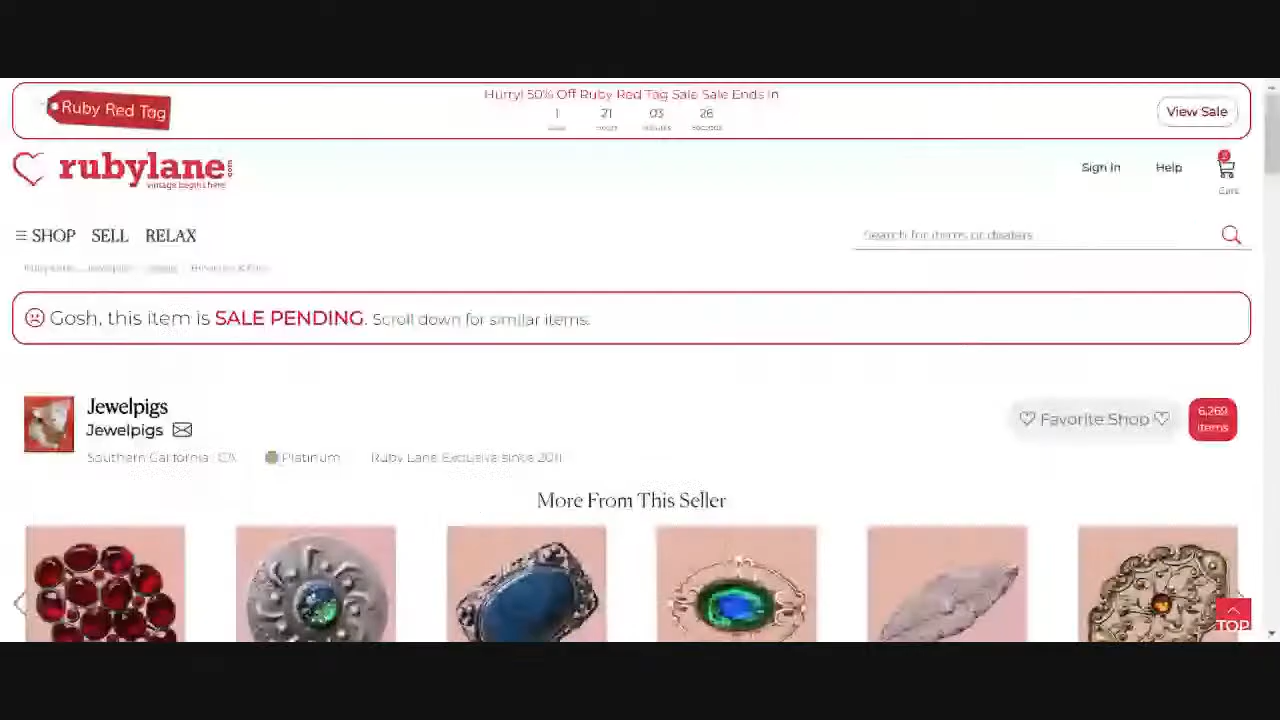 Ruby Red Tag
Hurry! 50% Off Ruby Red Tag Sale Sale Ends In
1 21 03 26
View Sale
rubylane.com
vintage begins here
Sign In Help
2
Cart
SHOP SELL RELAX
Search for items or dealers
Gosh, this item is SALE PENDING. Scroll down for similar items.
Jewelpigs
Jewelpigs
Southern California, CA Platinum Ruby Lane Exclusive since 2011
Favorite Shop
6,269
items
More From This Seller
TOP